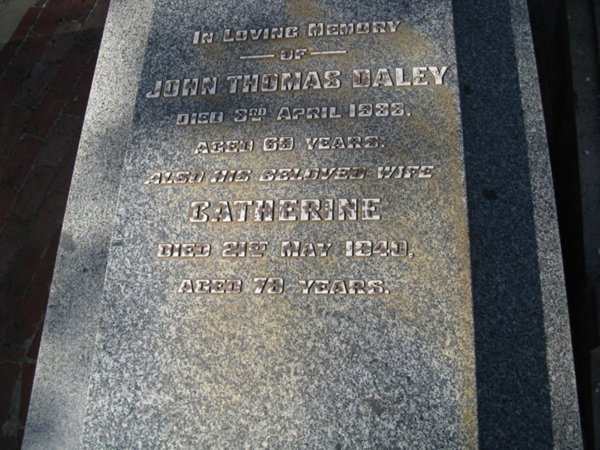 In Loving Memory
OF
JOHN THOMAS DALEY
DIED 3RD APRIL 1933.
AGED 69 YEARS.
ALSO HIS BELOVED WIFE
CATHERINE
DIED 21ST MAY 1940.
AGED 78 YEARS.